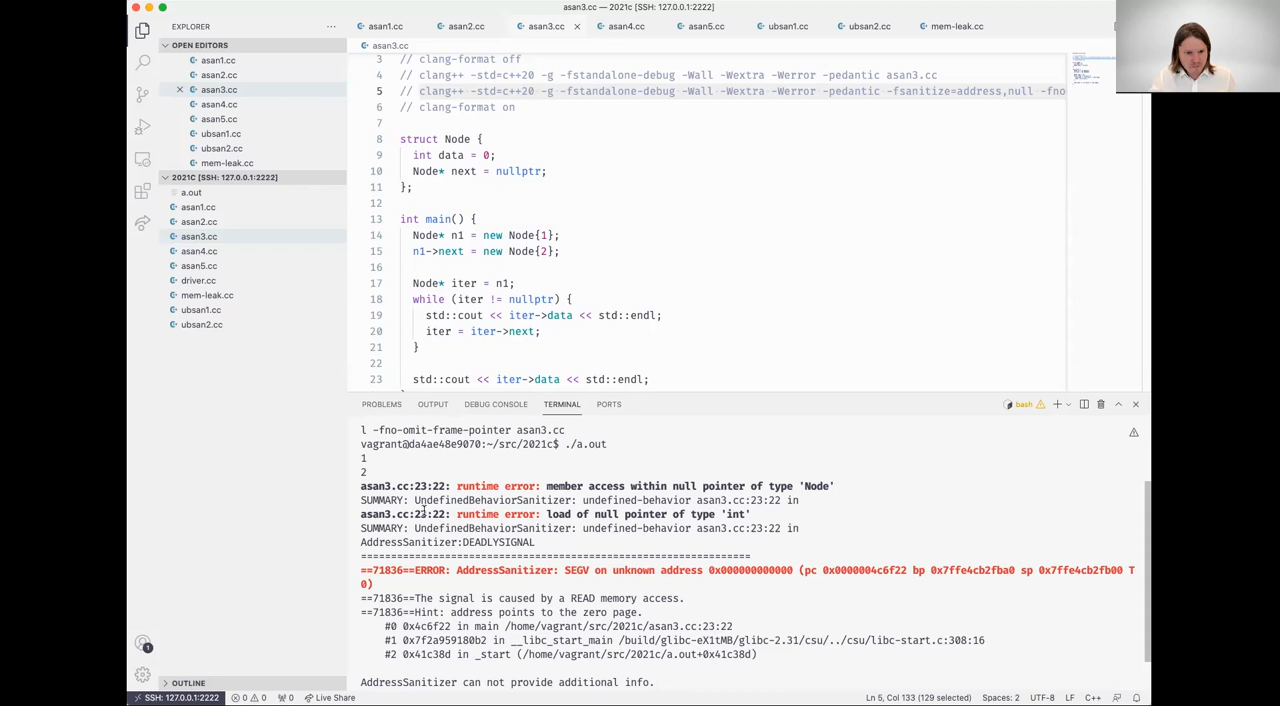 asan3.cc — 2021c [SSH: 127.0.0.1:2222]
EXPLORER
OPEN EDITORS
asan1.cc
asan2.cc
asan3.cc
asan4.cc
asan5.cc
ubsan1.cc
ubsan2.cc
mem-leak.cc
2021C [SSH: 127.0.0.1:2222]
a.out
asan1.cc
asan2.cc
asan3.cc
asan4.cc
asan5.cc
driver.cc
mem-leak.cc
ubsan1.cc
ubsan2.cc
OUTLINE
asan1.cc asan2.cc asan3.cc asan4.cc asan5.cc ubsan1.cc ubsan2.cc mem-leak.cc
asan3.cc
3 // clang-format off
4 // clang++ -std=c++20 -g -fstandalone-debug -Wall -Wextra -Werror -pedantic asan3.cc
5 // clang++ -std=c++20 -g -fstandalone-debug -Wall -Wextra -Werror -pedantic -fsanitize=address,null -fno
6 // clang-format on
7
8 struct Node {
9 int data = 0;
10 Node* next = nullptr;
11 };
12
13 int main() {
14 Node* n1 = new Node{1};
15 n1->next = new Node{2};
16
17 Node* iter = n1;
18 while (iter != nullptr) {
19 std::cout << iter->data << std::endl;
20 iter = iter->next;
21 }
22
23 std::cout << iter->data << std::endl;
PROBLEMS OUTPUT DEBUG CONSOLE TERMINAL PORTS bash
l -fno-omit-frame-pointer asan3.cc
vagrant@da4ae48e9070:~/src/2021c$ ./a.out
1
2
asan3.cc:23:22: runtime error: member access within null pointer of type 'Node'
SUMMARY: UndefinedBehaviorSanitizer: undefined-behavior asan3.cc:23:22 in
asan3.cc:23:22: runtime error: load of null pointer of type 'int'
SUMMARY: UndefinedBehaviorSanitizer: undefined-behavior asan3.cc:23:22 in
AddressSanitizer:DEADLYSIGNAL
=================================================================
==71836==ERROR: AddressSanitizer: SEGV on unknown address 0x000000000000 (pc 0x0000004c6f22 bp 0x7ffe4cb2fba0 sp 0x7ffe4cb2fb00 T
0)
==71836==The signal is caused by a READ memory access.
==71836==Hint: address points to the zero page.
#0 0x4c6f22 in main /home/vagrant/src/2021c/asan3.cc:23:22
#1 0x7f2a959180b2 in __libc_start_main /build/glibc-eX1tMB/glibc-2.31/csu/../csu/libc-start.c:308:16
#2 0x41c38d in _start (/home/vagrant/src/2021c/a.out+0x41c38d)
AddressSanitizer can not provide additional info.
SSH: 127.0.0.1:2222 0 0 0 Live Share Ln 5, Col 133 (129 selected) Spaces: 2 UTF-8 LF C++